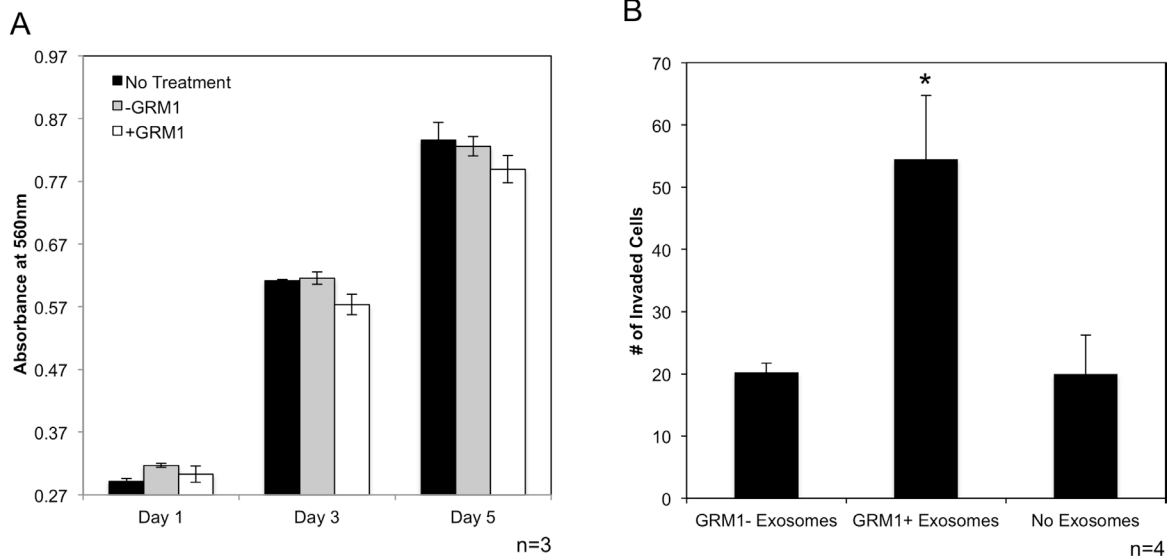 A
0.97
0.87
0.77
0.67
0.57
0.47
0.37
0.27
Absorbance at 560nm
No Treatment
-GRM1
+GRM1
Day 1 Day 3 Day 5
n=3
B
70
60
50
40
30
20
10
0
# of Invaded Cells
*
GRM1- Exosomes GRM1+ Exosomes No Exosomes
n=4